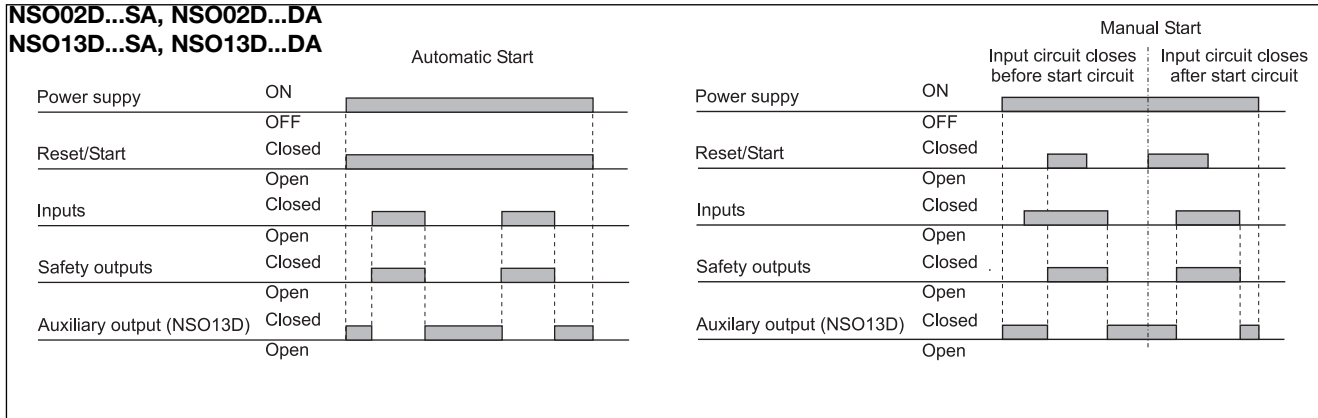 NSO02D...SA, NSO02D...DA
NSO13D...SA, NSO13D...DA
Automatic Start
Power suppy ON
OFF
Reset/Start Closed
Open
Inputs Closed
Open
Safety outputs Closed
Open
Auxiliary output (NSO13D) Closed
Open
Manual Start
Input circuit closes before start circuit
Input circuit closes after start circuit
Power suppy ON
OFF
Reset/Start Closed
Open
Inputs Closed
Open
Safety outputs Closed
Open
Auxilary output (NSO13D) Closed
Open